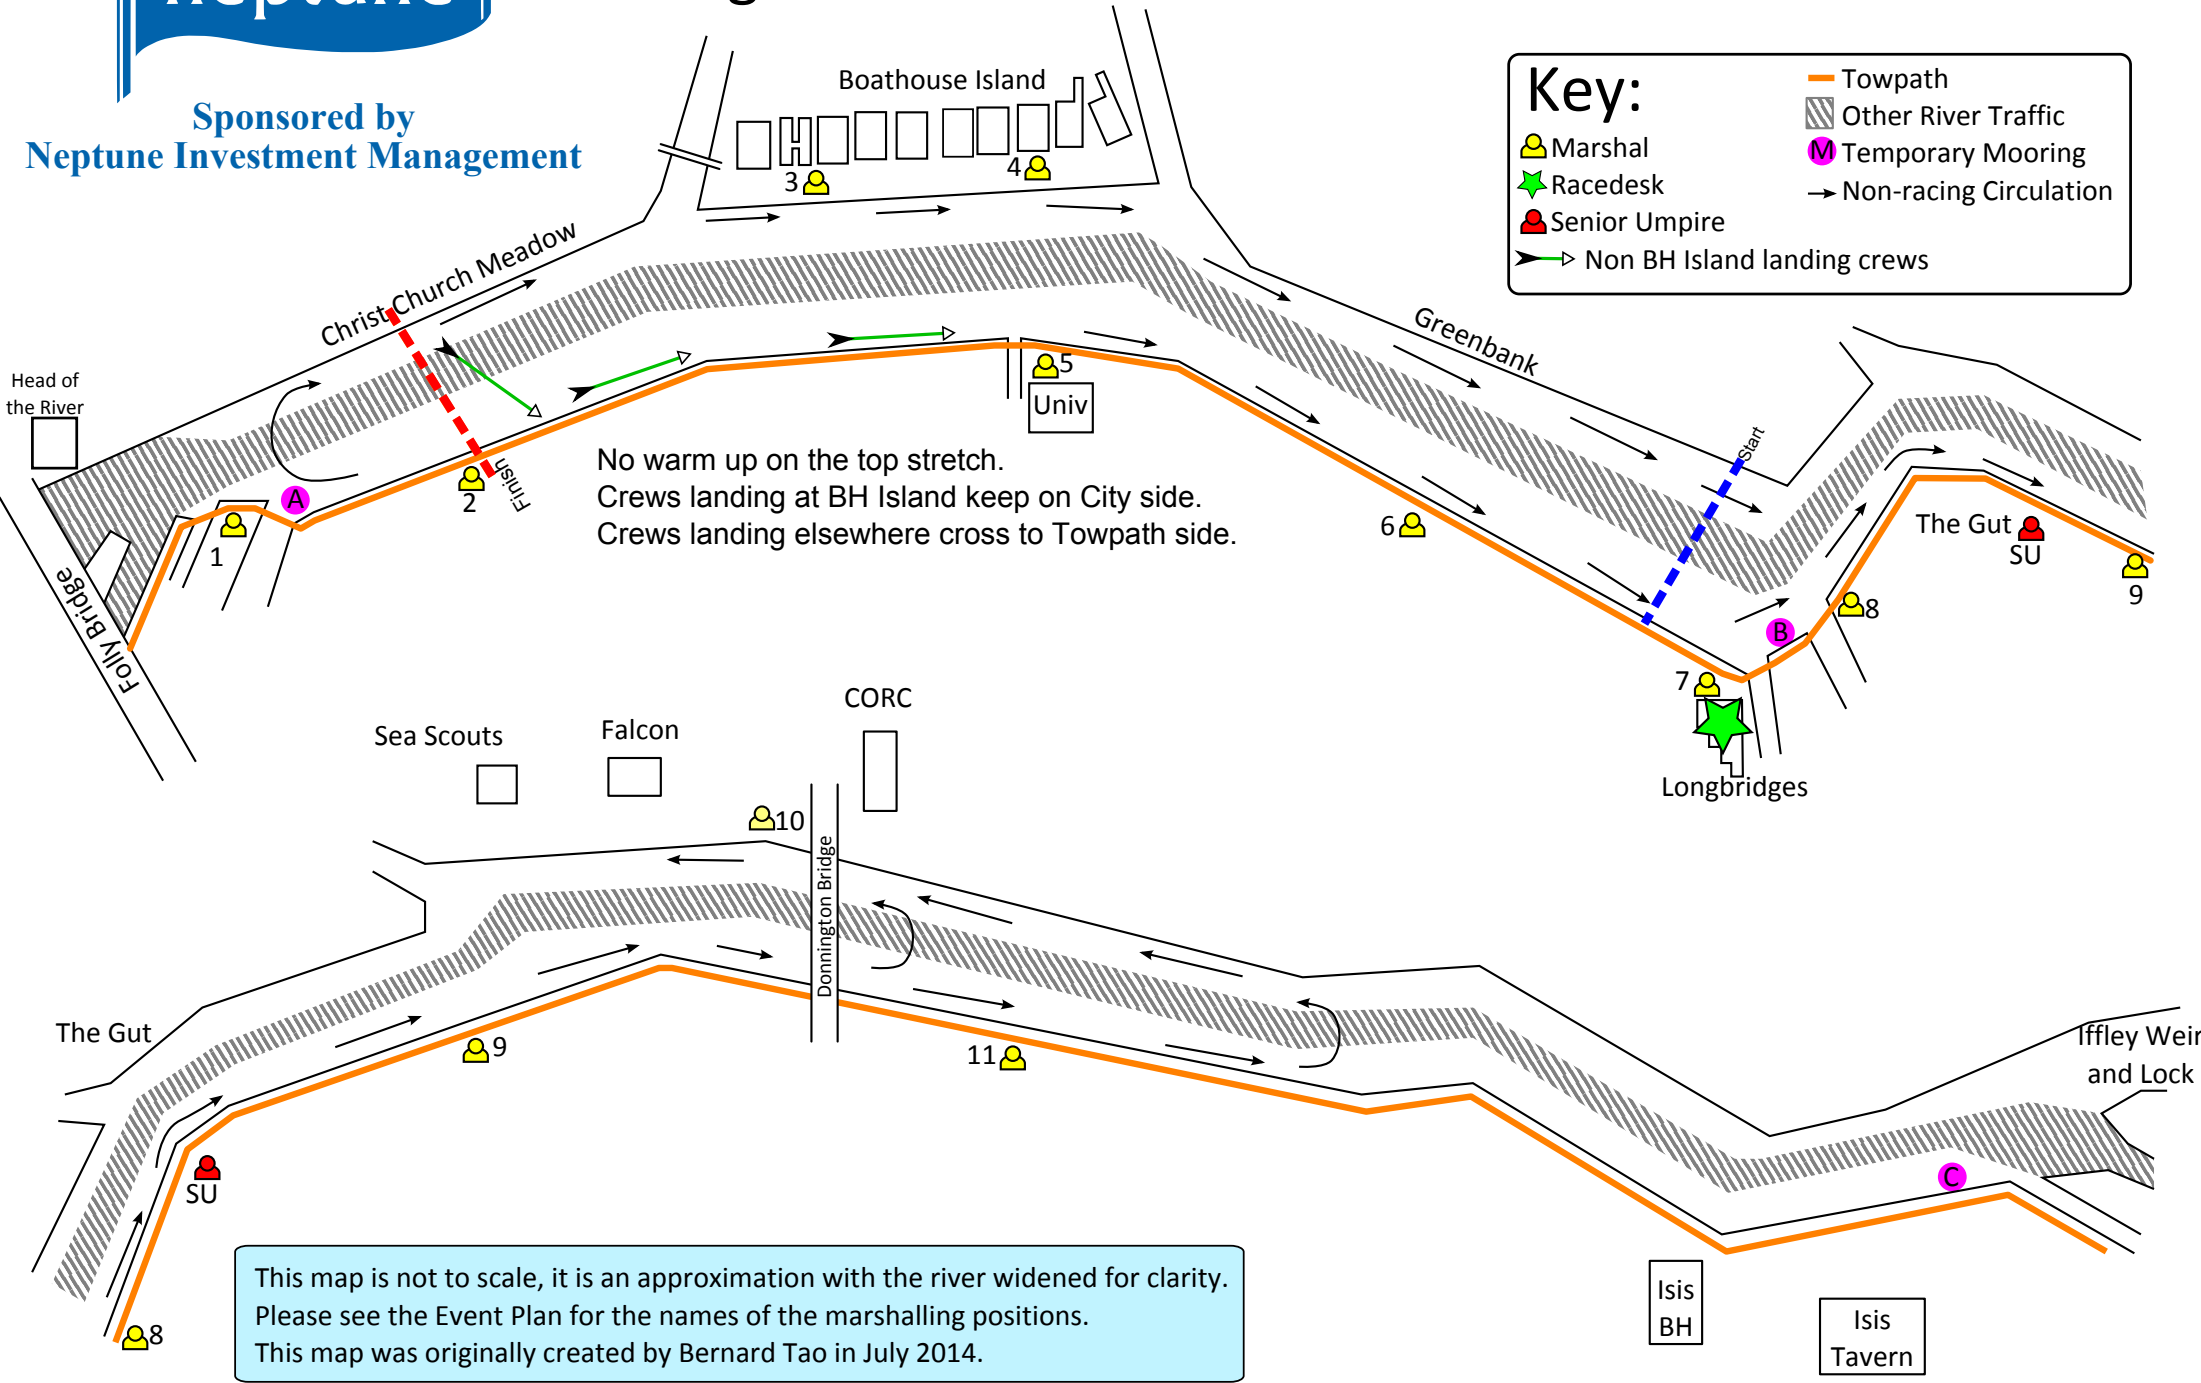 neptune
Sponsored by
Neptune Investment Management
Boathouse Island
3
4
Key:
Marshal
Racedesk
Senior Umpire
Non BH Island landing crews
Towpath
Other River Traffic
M Temporary Mooring
Non-racing Circulation
Christ Church Meadow
Head of
the River
Greenbank
5
Univ
Start
No warm up on the top stretch.
Crews landing at BH Island keep on City side.
Crews landing elsewhere cross to Towpath side.
A
1
2
Finish
6
The Gut
SU
9
8
B
Folly Bridge
7
Longbridges
CORC
Sea Scouts
Falcon
10
Donnington Bridge
The Gut
9
11
Iffley Weir
and Lock
SU
C
8
Isis
BH
Isis
Tavern
This map is not to scale, it is an approximation with the river widened for clarity.
Please see the Event Plan for the names of the marshalling positions.
This map was originally created by Bernard Tao in July 2014.